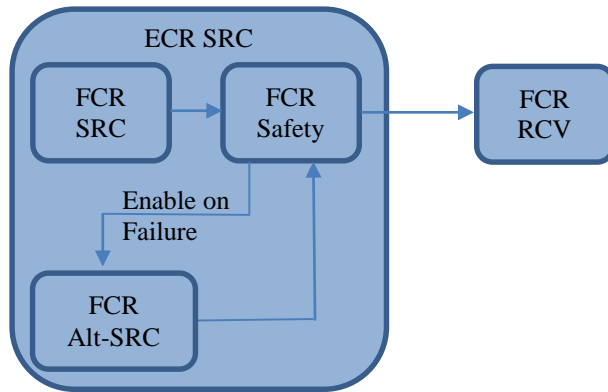 ECR SRC
FCR
SRC
FCR
Safety
FCR
RCV
Enable on
Failure
FCR
Alt-SRC